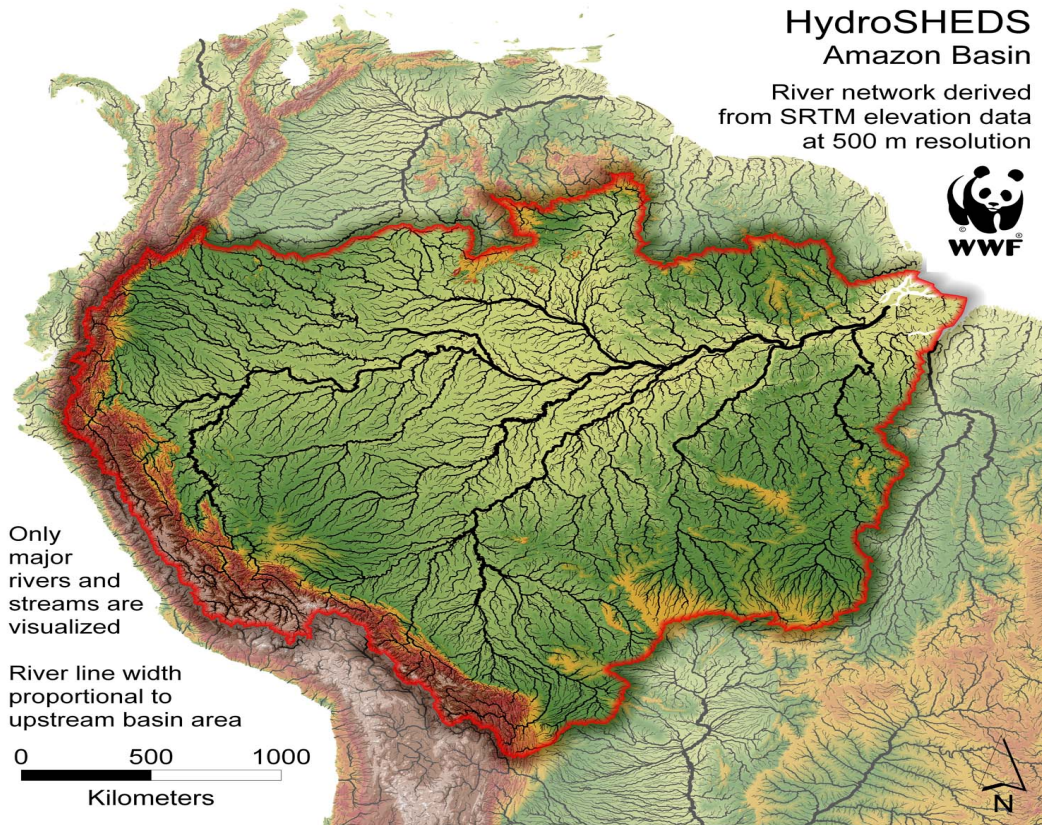 HydroSHEDS
Amazon Basin
River network derived
from SRTM elevation data
at 500 m resolution
©
®
WWF
Only
major
rivers and
streams are
visualized
River line width
proportional to
upstream basin area
0 500 1000
Kilometers
N